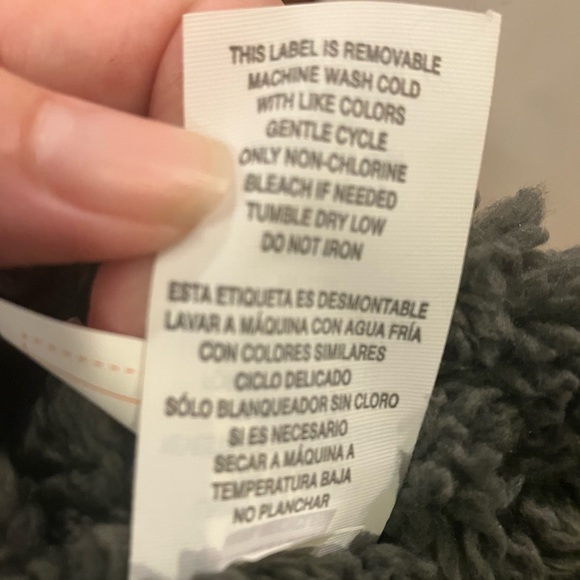 THIS LABEL IS REMOVABLE
MACHINE WASH COLD
WITH LIKE COLORS
GENTLE CYCLE
ONLY NON-CHLORINE
BLEACH IF NEEDED
TUMBLE DRY LOW
DO NOT IRON
ESTA ETIQUETA ES DESMONTABLE
LAVAR A MÁQUINA CON AGUA FRÍA
CON COLORES SIMILARES
CICLO DELICADO
SÓLO BLANQUEADOR SIN CLORO
SI ES NECESARIO
SECAR A MÁQUINA A
TEMPERATURA BAJA
NO PLANCHAR